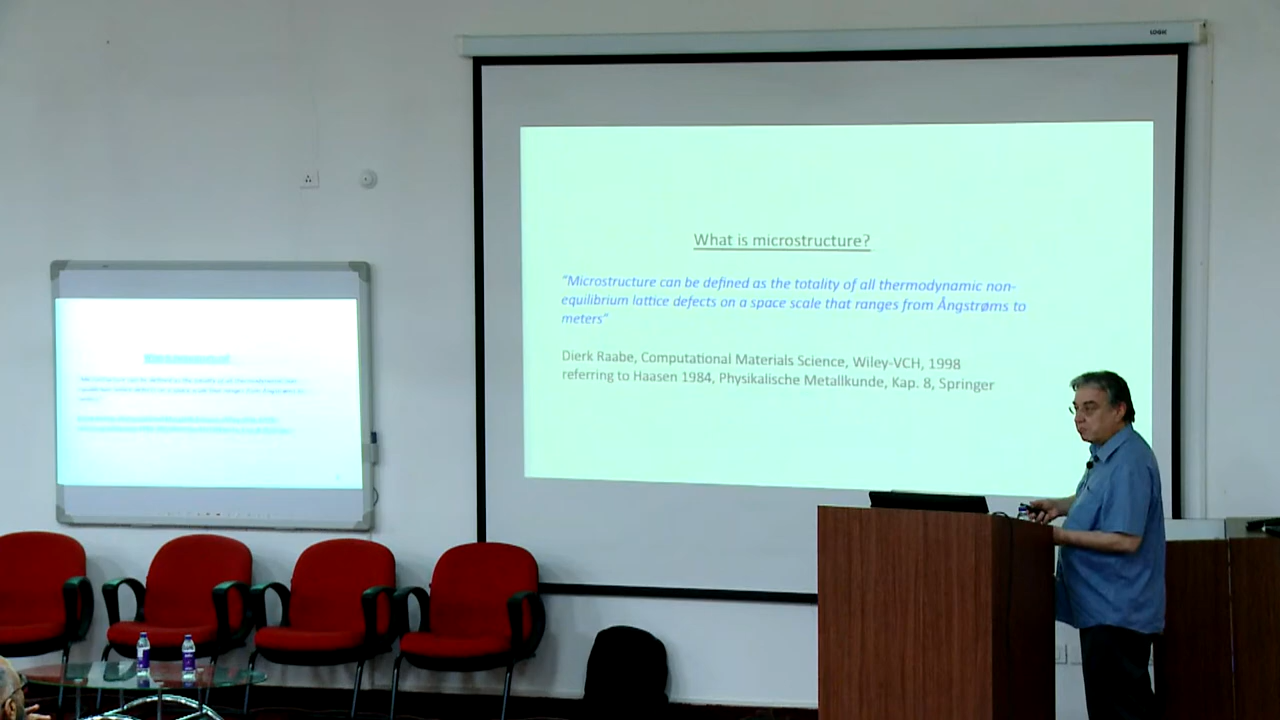 What is microstructure?
"Microstructure can be defined as the totality of all thermodynamic non-
equilibrium lattice defects on a space scale that ranges from Ångstrøms to
meters"
Dierk Raabe, Computational Materials Science, Wiley-VCH, 1998
referring to Haasen 1984, Physikalische Metallkunde, Kap. 8, Springer